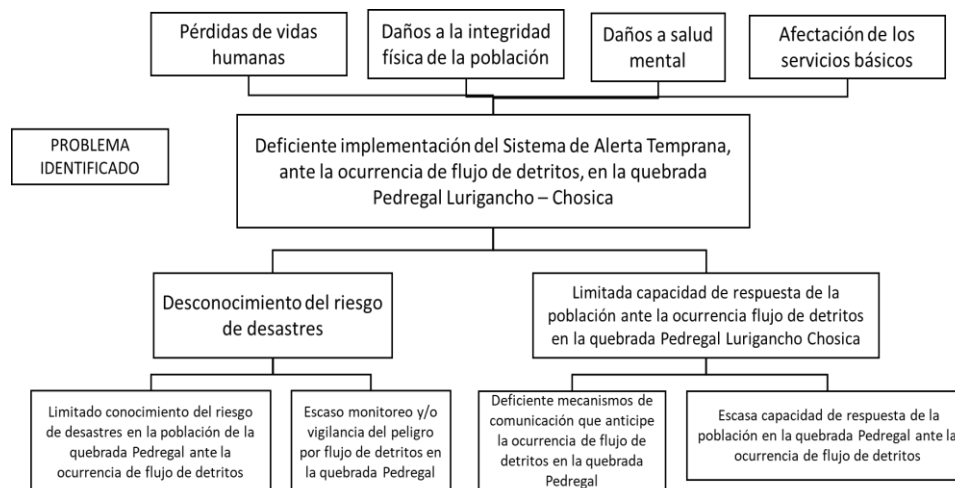 Pérdidas de vidas
humanas
Daños a la integridad
física de la población
Daños a salud
mental
Afectación de los
servicios básicos
PROBLEMA
IDENTIFICADO
Deficiente implementación del Sistema de Alerta Temprana,
ante la ocurrencia de flujo de detritos, en la quebrada
Pedregal Lurigancho – Chosica
Desconocimiento del riesgo
de desastres
Limitada capacidad de respuesta de la
población ante la ocurrencia flujo de detritos
en la quebrada Pedregal Lurigancho Chosica
Limitado conocimiento del riesgo
de desastres en la población de la
quebrada Pedregal ante la
ocurrencia de flujo de detritos
Escaso monitoreo y/o
vigilancia del peligro
por flujo de detritos en
la quebrada Pedregal
Deficiente mecanismos de
comunicación que anticipe
la ocurrencia de flujo de
detritos en la quebrada
Pedregal
Escasa capacidad de respuesta de la
población en la quebrada Pedregal ante la
ocurrencia de flujo de detritos